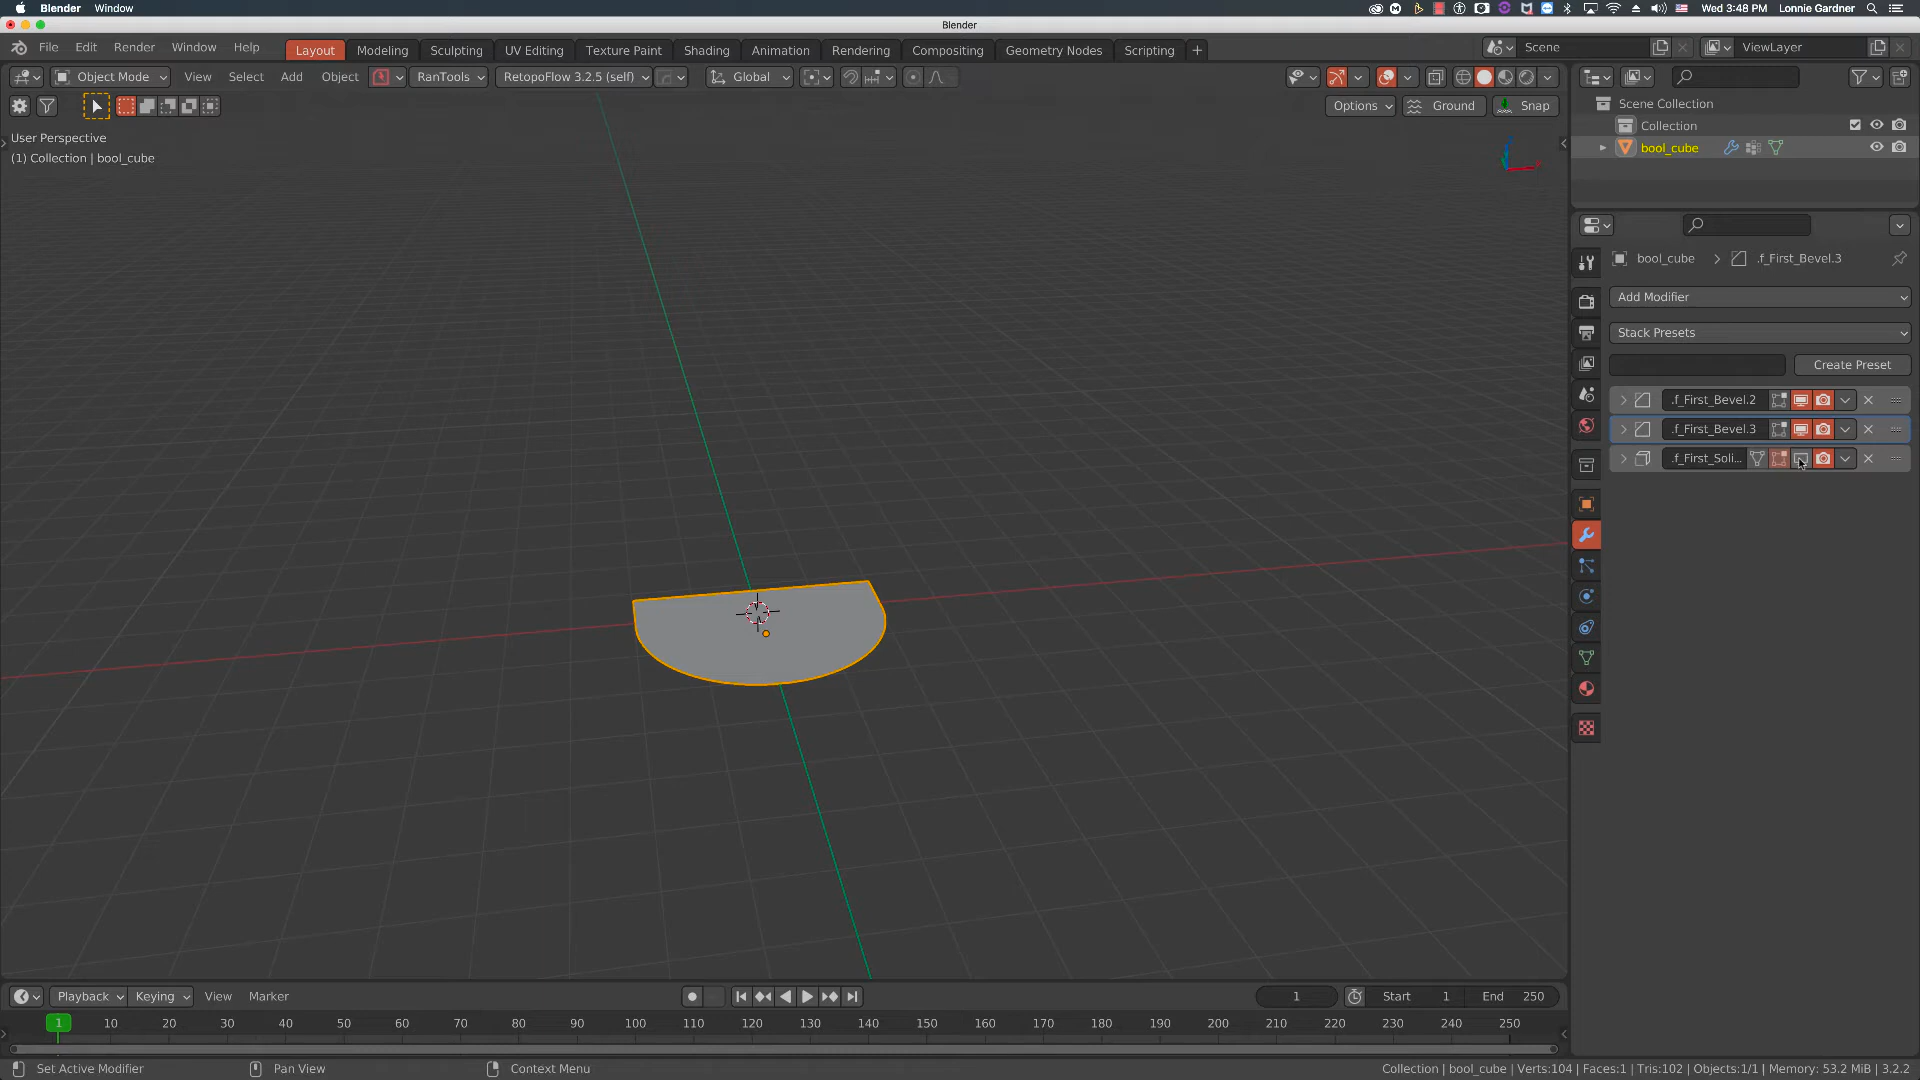 Blender Window Wed 3:48 PM Lonnie Gardner
Blender
File Edit Render Window Help Layout Modeling Sculpting UV Editing Texture Paint Shading Animation Rendering Compositing Geometry Nodes Scripting + Scene ViewLayer
Object Mode View Select Add Object RanTools RetopoFlow 3.2.5 (self) Global
Options Ground Snap
User Perspective
(1) Collection | bool_cube
Scene Collection
Collection
bool_cube
bool_cube .f_First_Bevel.3
Add Modifier
Stack Presets
Create Preset
.f_First_Bevel.2
.f_First_Bevel.3
.f_First_Soli...
Playback Keying View Marker 1 Start 1 End 250
1 10 20 30 40 50 60 70 80 90 100 110 120 130 140 150 160 170 180 190 200 210 220 230 240 250
Set Active Modifier Pan View Context Menu Collection | bool_cube | Verts:104 | Faces:1 | Tris:102 | Objects:1/1 | Memory: 53.2 MiB | 3.2.2